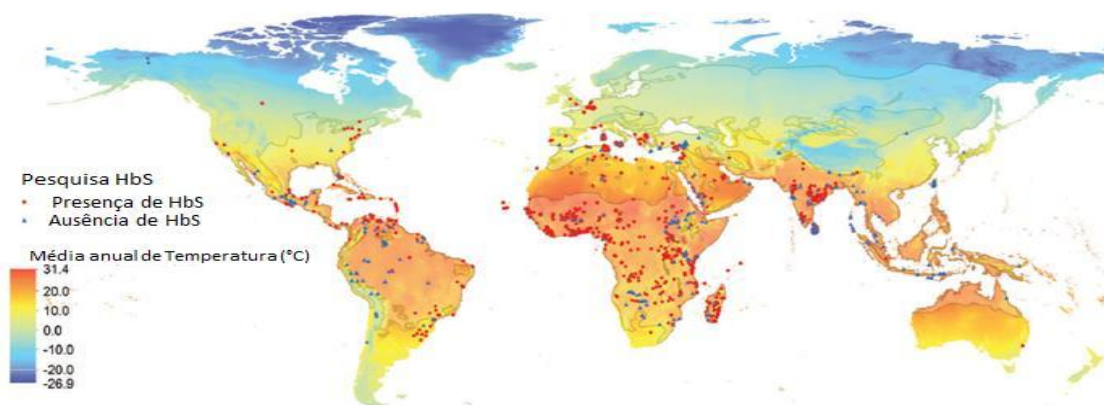 Pesquisa HbS
Presença de HbS
Ausência de HbS
Média anual de Temperatura (°C)
31.4
20.0
10.0
0.0
-10.0
-20.0
-26.9